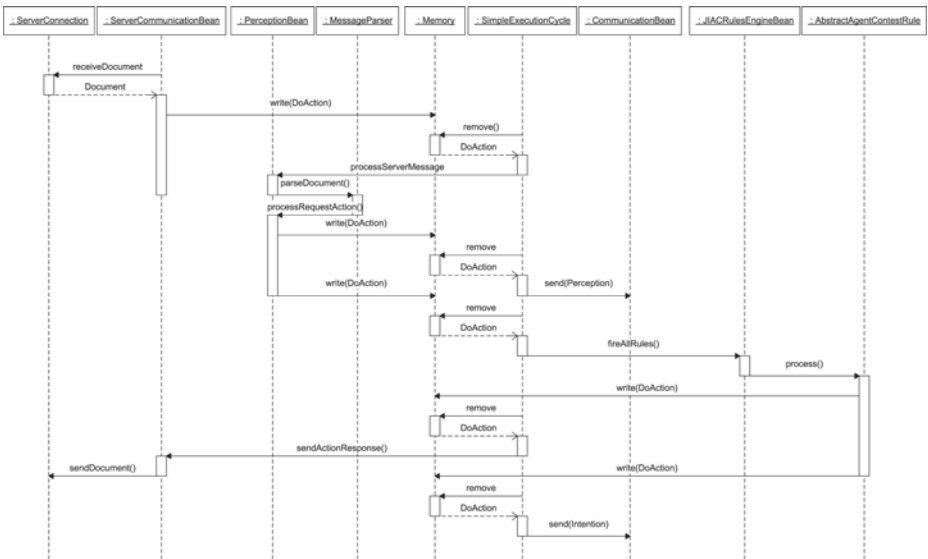 : ServerConnection
: ServerCommunicationBean
: PerceptionBean
: MessageParser
: Memory
: SimpleExecutionCycle
: CommunicationBean
: JIACRulesEngineBean
: AbstractAgentContestRule
receiveDocument
Document
write(DoAction)
remove()
DoAction
processServerMessage
parseDocument()
processRequestAction()
write(DoAction)
remove
DoAction
write(DoAction)
send(Perception)
remove
DoAction
fireAllRules()
process()
write(DoAction)
remove
DoAction
sendActionResponse()
sendDocument()
write(DoAction)
remove
DoAction
send(Intention)